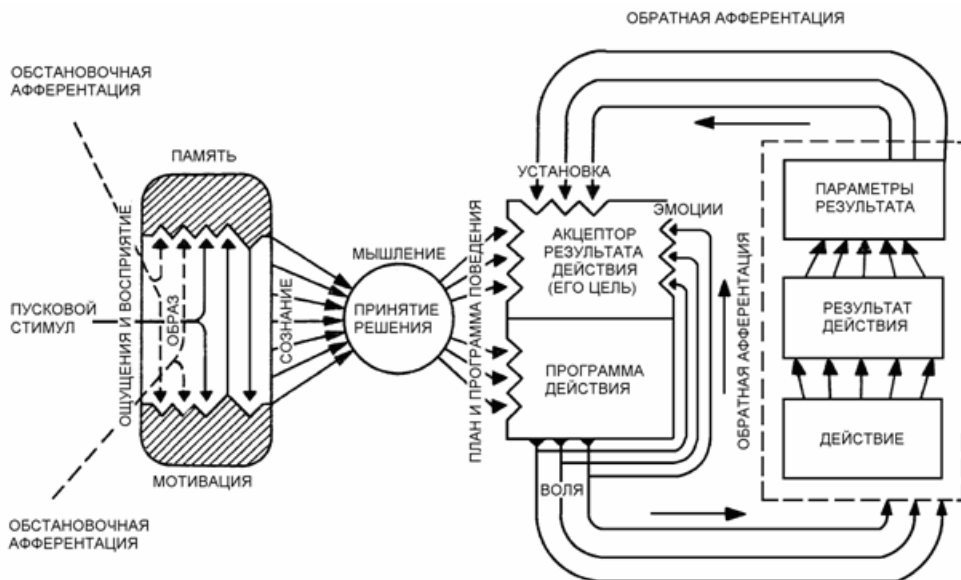 ОБРАТНАЯ АФФЕРЕНТАЦИЯ
ОБСТАНОВОЧНАЯ
АФФЕРЕНТАЦИЯ
ПАМЯТЬ
ОЩУЩЕНИЯ И ВОСПРИЯТИЕ
ПУСКОВОЙ
СТИМУЛ
ОБРАЗ
СОЗНАНИЕ
МОТИВАЦИЯ
ОБСТАНОВОЧНАЯ
АФФЕРЕНТАЦИЯ
МЫШЛЕНИЕ
ПРИНЯТИЕ
РЕШЕНИЯ
ПЛАН И ПРОГРАММА ПОВЕДЕНИЯ
УСТАНОВКА
ЭМОЦИИ
АКЦЕПТОР
РЕЗУЛЬТАТА
ДЕЙСТВИЯ
(ЕГО ЦЕЛЬ)
ПРОГРАММА
ДЕЙСТВИЯ
ВОЛЯ
ОБРАТНАЯ АФФЕРЕНТАЦИЯ
ПАРАМЕТРЫ
РЕЗУЛЬТАТА
РЕЗУЛЬТАТ
ДЕЙСТВИЯ
ДЕЙСТВИЕ